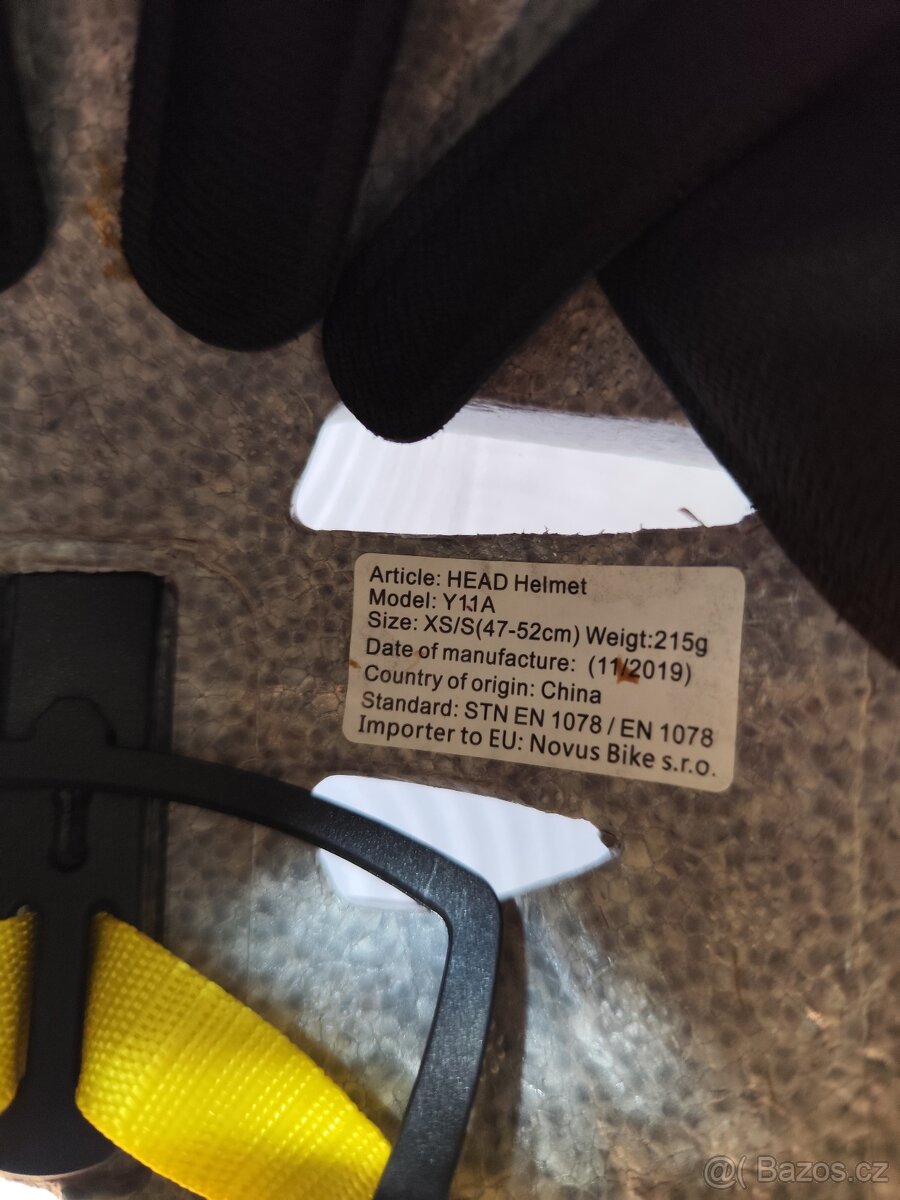 Article: HEAD Helmet
Model: Y11A
Size: XS/S(47-52cm) Weigt:215g
Date of manufacture: (11/2019)
Country of origin: China
Standard: STN EN 1078 / EN 1078
Importer to EU: Novus Bike s.r.o.
@( Bazos.cz